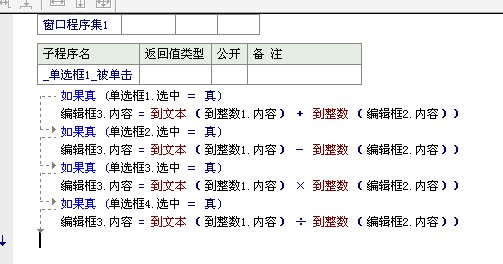 窗口程序集1
子程序名 返回值类型 公开 备 注
_单选框1_被单击
如果真 (单选框1.选中 = 真)
编辑框3.内容 = 到文本 (到整数1.内容) + 到整数 (编辑框2.内容))
如果真 (单选框2.选中 = 真)
编辑框3.内容 = 到文本 (到整数1.内容) - 到整数 (编辑框2.内容))
如果真 (单选框3.选中 = 真)
编辑框3.内容 = 到文本 (到整数1.内容) × 到整数 (编辑框2.内容))
如果真 (单选框4.选中 = 真)
编辑框3.内容 = 到文本 (到整数1.内容) ÷ 到整数 (编辑框2.内容))